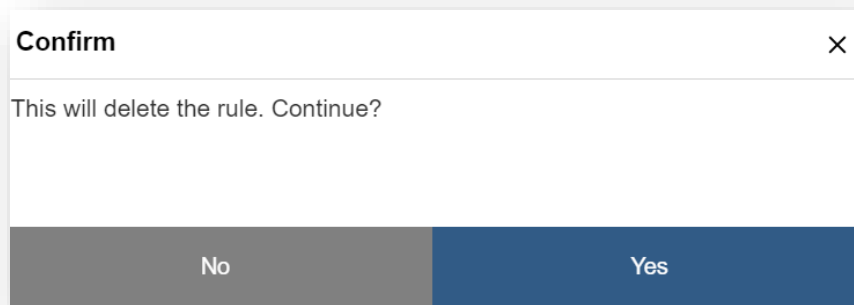 Confirm
This will delete the rule. Continue?
No
Yes